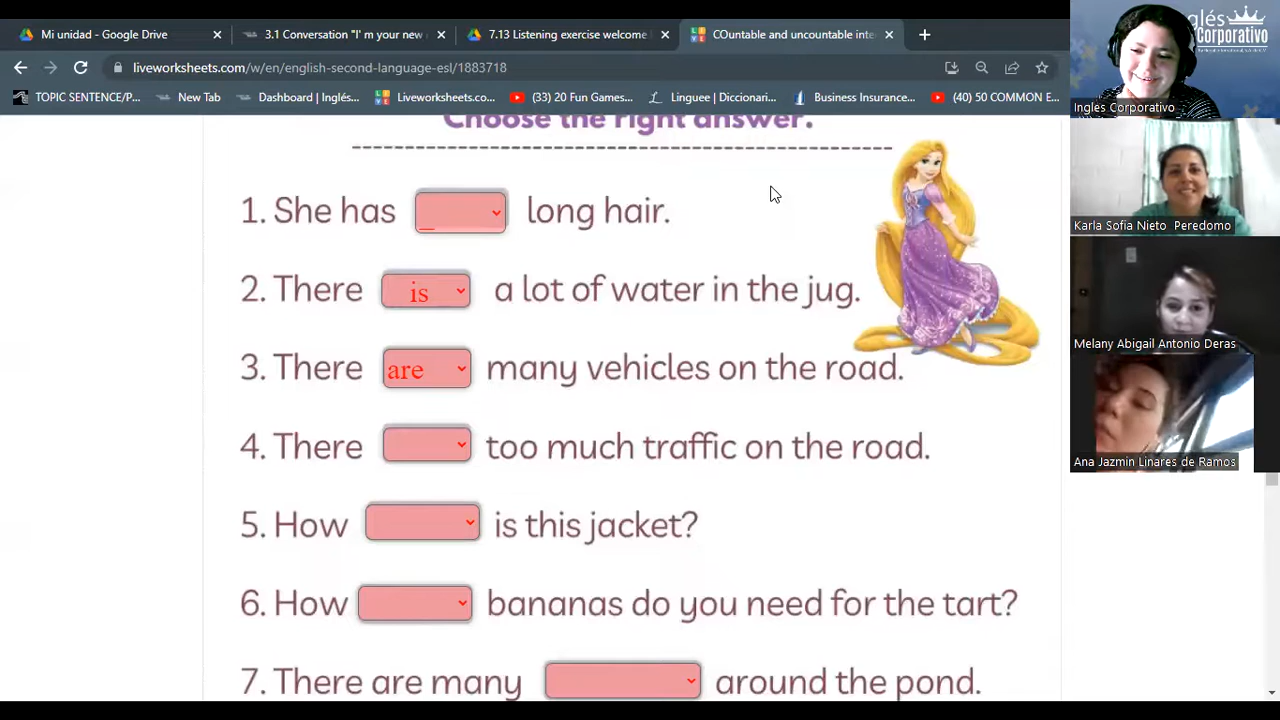 Mi unidad - Google Drive
3.1 Conversation "I' m your new
7.13 Listening exercise welcome
COuntable and uncountable inte
liveworksheets.com/w/en/english-second-language-esl/1883718
TOPIC SENTENCE/P...
New Tab
Dashboard | Inglés...
Liveworksheets.co...
(33) 20 Fun Games...
Linguee | Diccionari...
Business Insurance...
(40) 50 COMMON E...
Choose the right answer.
1. She has _ long hair.
2. There is a lot of water in the jug.
3. There are many vehicles on the road.
4. There too much traffic on the road.
5. How is this jacket?
6. How bananas do you need for the tart?
7. There are many around the pond.
Inglés
Corporativo
Ingles Corporativo
Karla Sofia Nieto Peredomo
Melany Abigail Antonio Deras
Ana Jazmin Linares de Ramos